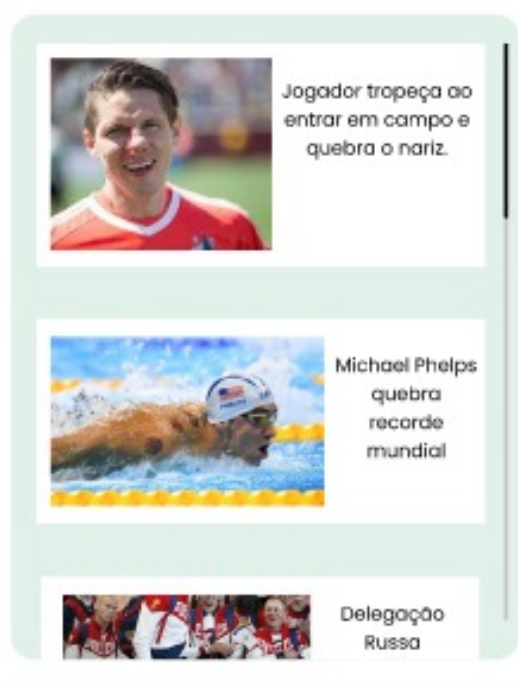 Jogador tropeça ao
entrar em campo e
quebra o nariz.
Michael Phelps
quebra
recorde
mundial
Delegação
Russa